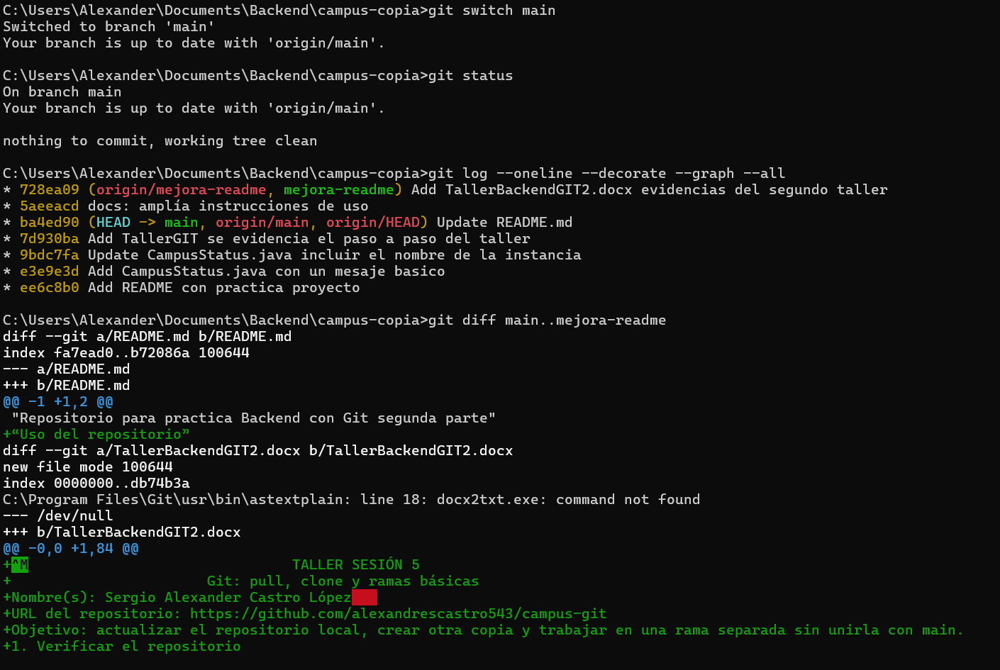 C:\Users\Alexander\Documents\Backend\campus-copia>git switch main
Switched to branch 'main'
Your branch is up to date with 'origin/main'.
C:\Users\Alexander\Documents\Backend\campus-copia>git status
On branch main
Your branch is up to date with 'origin/main'.
nothing to commit, working tree clean
C:\Users\Alexander\Documents\Backend\campus-copia>git log --oneline --decorate --graph --all
* 728ea09 (origin/mejora-readme, mejora-readme) Add TallerBackendGIT2.docx evidencias del segundo taller
* 5aeeacd docs: amplía instrucciones de uso
* ba4ed90 (HEAD -> main, origin/main, origin/HEAD) Update README.md
* 7d930ba Add TallerGIT se evidencia el paso a paso del taller
* 9bdc7fa Update CampusStatus.java incluir el nombre de la instancia
* e3e9e3d Add CampusStatus.java con un mesaje basico
* ee6c8b0 Add README con practica proyecto
C:\Users\Alexander\Documents\Backend\campus-copia>git diff main..mejora-readme
diff --git a/README.md b/README.md
index fa7ead0..b72086a 100644
--- a/README.md
+++ b/README.md
@@ -1 +1,2 @@
 "Repositorio para practica Backend con Git segunda parte"
+“Uso del repositorio”
diff --git a/TallerBackendGIT2.docx b/TallerBackendGIT2.docx
new file mode 100644
index 0000000..db74b3a
C:\Program Files\Git\usr\bin\astextplain: line 18: docx2txt.exe: command not found
--- /dev/null
+++ b/TallerBackendGIT2.docx
@@ -0,0 +1,84 @@
+^M                               TALLER SESIÓN 5
+                       Git: pull, clone y ramas básicas
+Nombre(s): Sergio Alexander Castro López
+URL del repositorio: https://github.com/alexandrescastro543/campus-git
+Objetivo: actualizar el repositorio local, crear otra copia y trabajar en una rama separada sin unirla con main.
+1. Verificar el repositorio